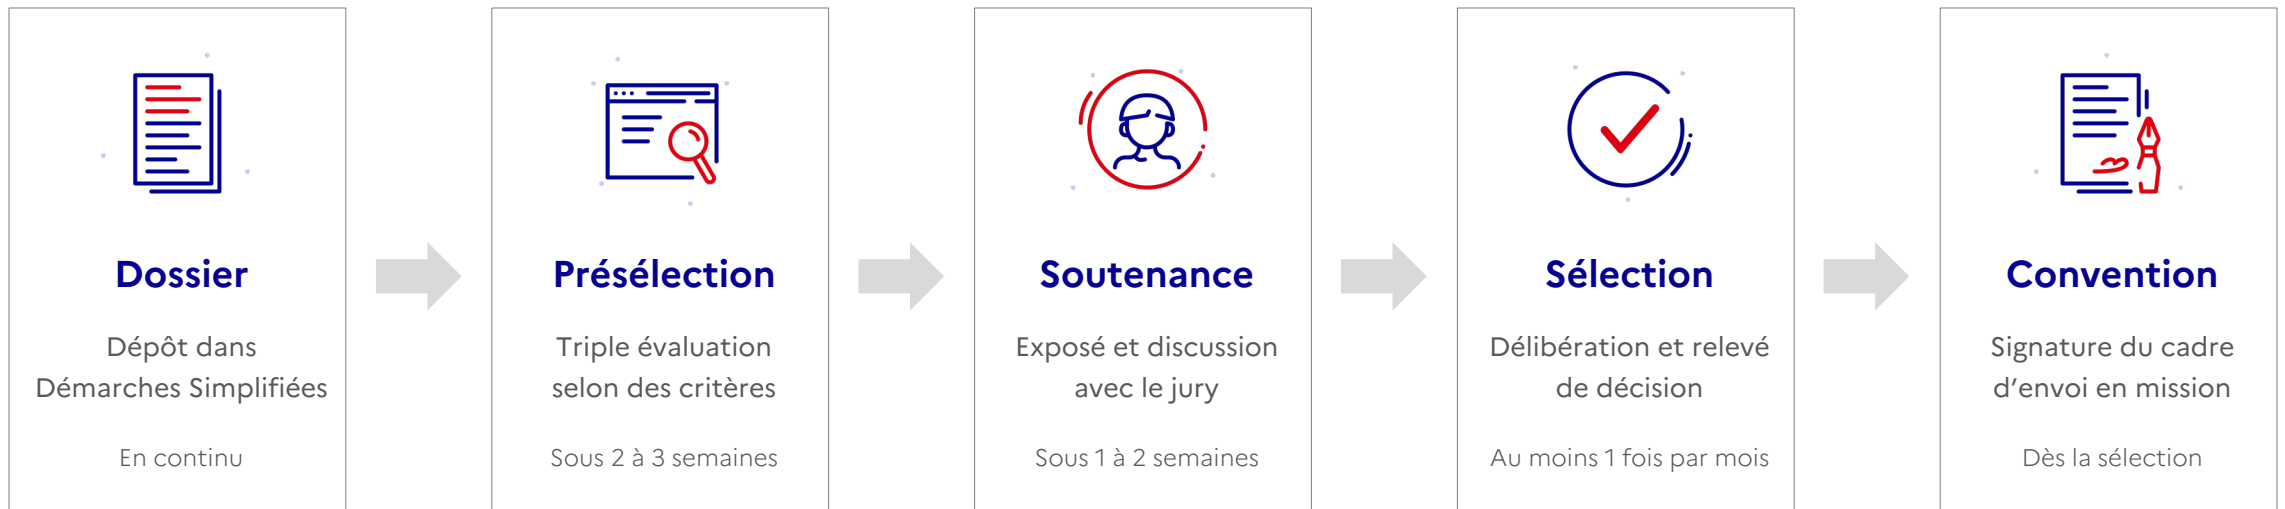 Dossier
Dépôt dans
Démarches Simplifiées
En continu
Présélection
Triple évaluation
selon des critères
Sous 2 à 3 semaines
Soutenance
Exposé et discussion
avec le jury
Sous 1 à 2 semaines
Sélection
Délibération et relevé
de décision
Au moins 1 fois par mois
Convention
Signature du cadre
d’envoi en mission
Dès la sélection